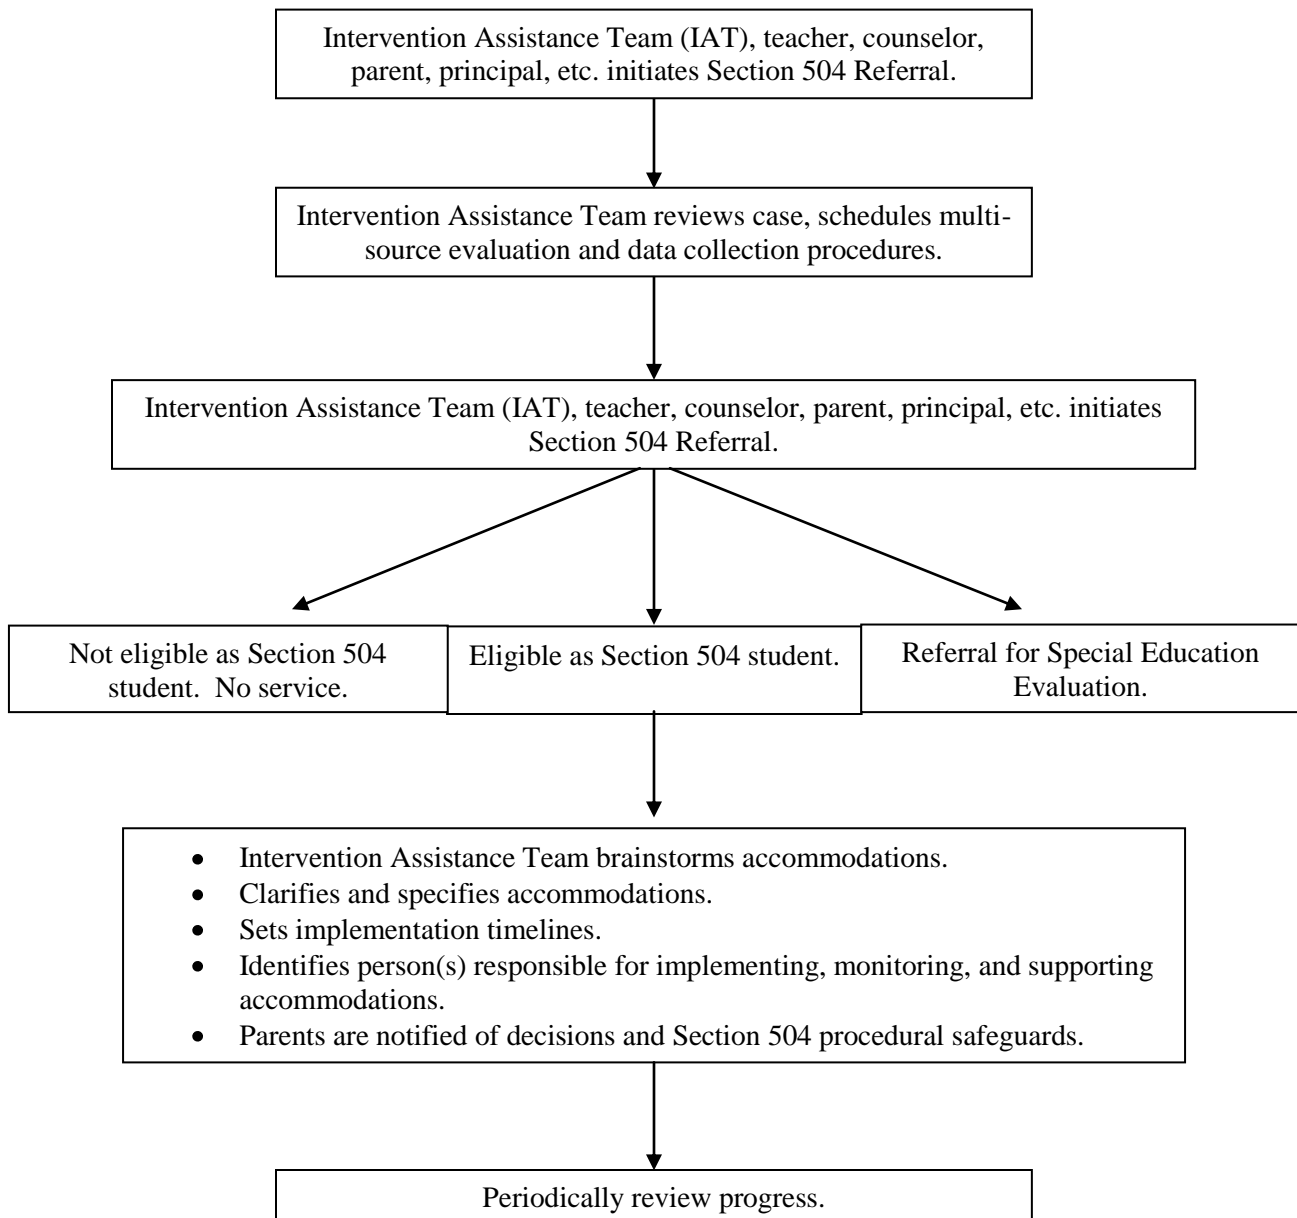 Intervention Assistance Team (IAT), teacher, counselor,
parent, principal, etc. initiates Section 504 Referral.
Intervention Assistance Team reviews case, schedules multi-
source evaluation and data collection procedures.
Intervention Assistance Team (IAT), teacher, counselor, parent, principal, etc. initiates
Section 504 Referral.
Not eligible as Section 504
student.  No service.
Eligible as Section 504 student.
Referral for Special Education
Evaluation.
• Intervention Assistance Team brainstorms accommodations.
• Clarifies and specifies accommodations.
• Sets implementation timelines.
• Identifies person(s) responsible for implementing, monitoring, and supporting
accommodations.
• Parents are notified of decisions and Section 504 procedural safeguards.
Periodically review progress.